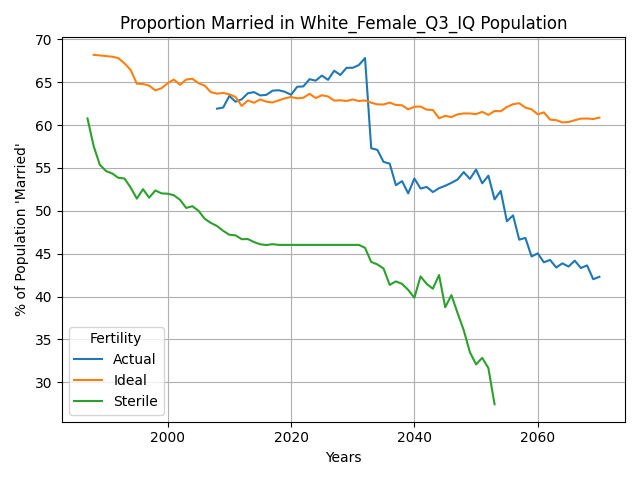 Proportion Married in White_Female_Q3_IQ Population
% of Population 'Married'
70
65
60
55
50
45
40
35
30
Fertility
Actual
Ideal
Sterile
2000 2020 2040 2060
Years